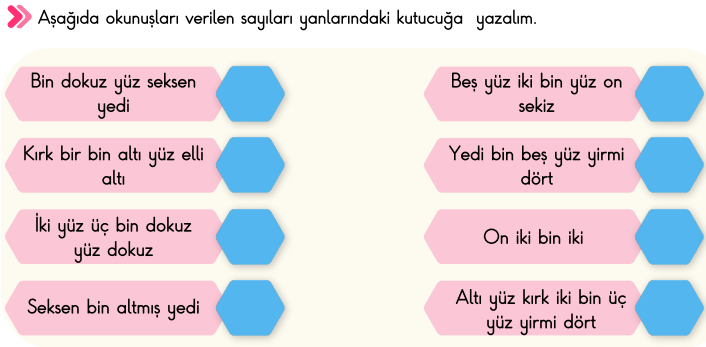 Aşağıda okunuşları verilen sayıları yanlarındaki kutucuğa yazalım.
Bin dokuz yüz seksen
yedi
Kırk bir bin altı yüz elli
altı
İki yüz üç bin dokuz
yüz dokuz
Seksen bin altmış yedi
Beş yüz iki bin yüz on
sekiz
Yedi bin beş yüz yirmi
dört
On iki bin iki
Altı yüz kırk iki bin üç
yüz yirmi dört